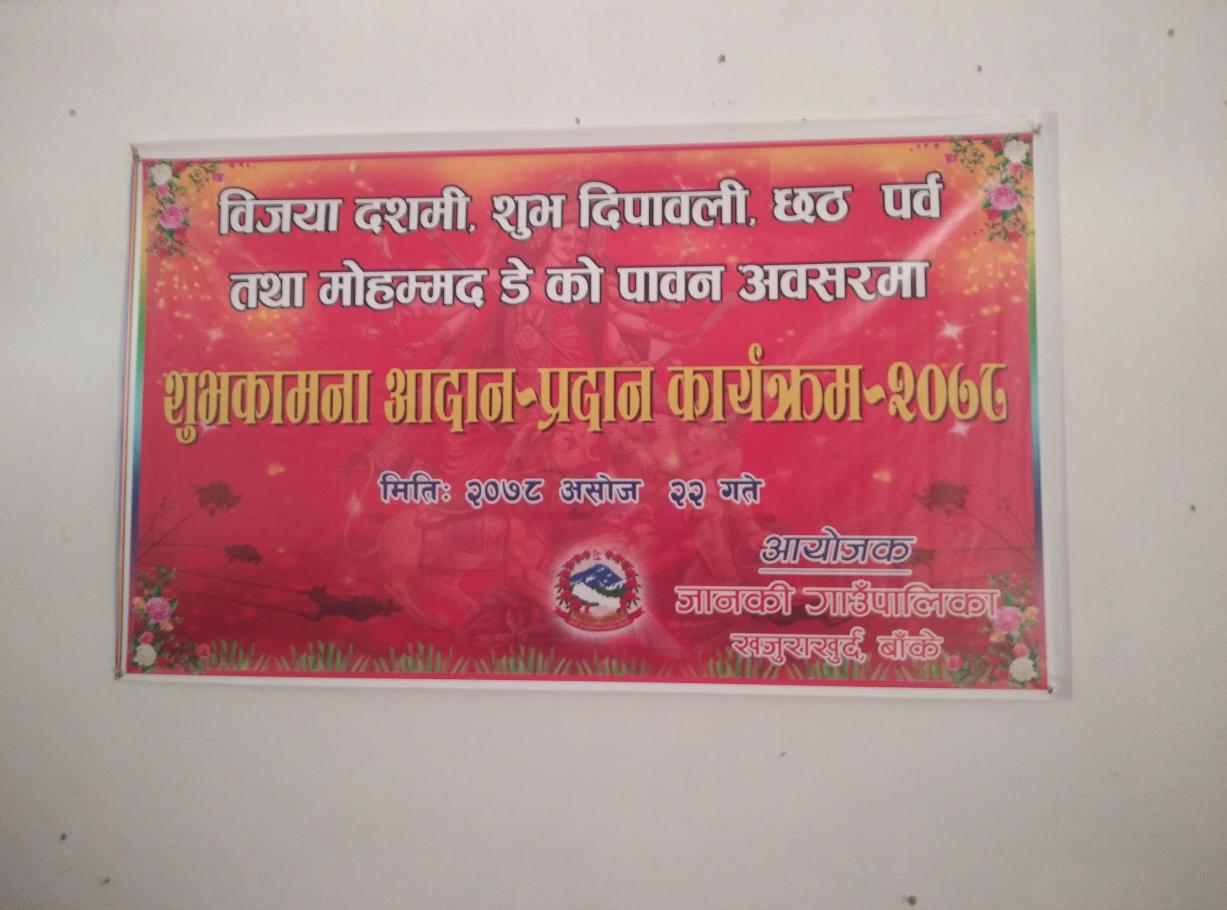 विजया दशमी, शुभ दिपावली, छठ पर्व
तथा मोहम्मद डे को पावन अवसरमा
शुभकामना आदान-प्रदान कार्यक्रम-२०७८
मितिः २०७८ असोज २२ गते
आयोजक
जानकी गाउँपालिका
खजुराखुर्द, बाँके